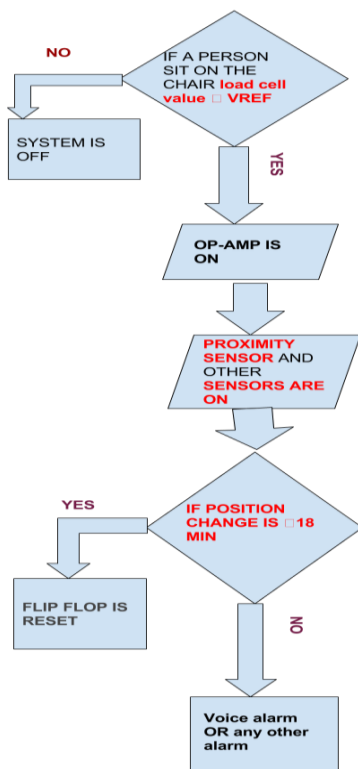 NO
IF A PERSON
SIT ON THE
CHAIR load cell
value □ VREF
SYSTEM IS
OFF
YES
OP-AMP IS
ON
PROXIMITY
SENSOR AND
OTHER
SENSORS ARE
ON
YES
IF POSITION
CHANGE IS □18
MIN
FLIP FLOP IS
RESET
NO
Voice alarm
OR any other
alarm